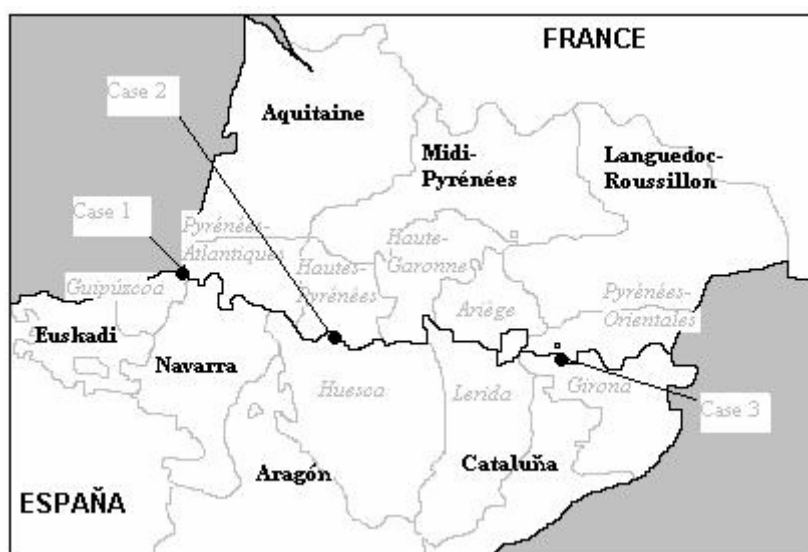 FRANCE
Case 2
Aquitaine
Midi-
Pyrénées
Languedoc-
Roussillon
Case 1
Pyrénées-
Atlantiques
Haute-
Garonne
Hautes-
Pyrénées
Guipúzcoa
Ariège
Pyrénées-
Orientales
Euskadi
Navarra
Huesca
Lerida
Girona
Case 3
Aragón
Cataluña
ESPAÑA